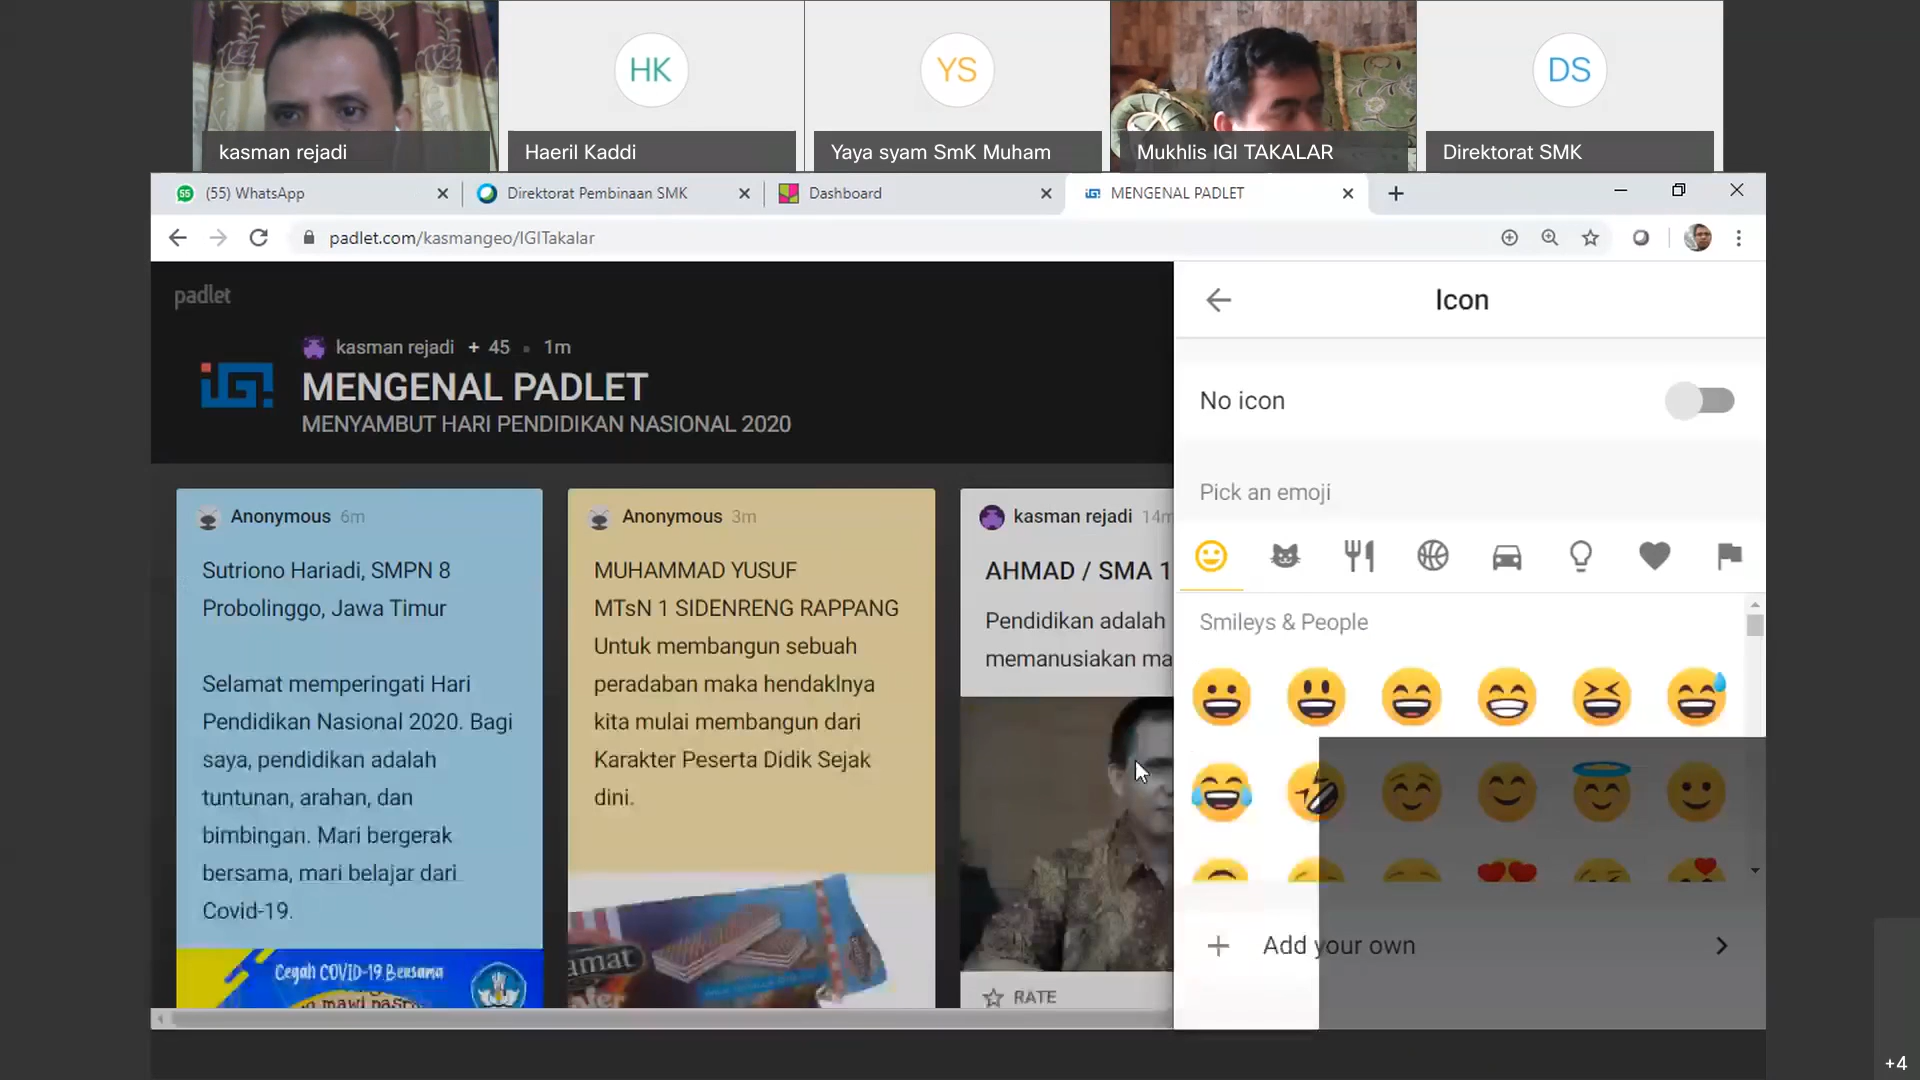 HK
YS
DS
kasman rejadi
Haeril Kaddi
Yaya syam SmK Muham
Mukhlis IGI TAKALAR
Direktorat SMK
55
(55) WhatsApp
Direktorat Pembinaan SMK
Dashboard
MENGENAL PADLET
padlet.com/kasmangeo/IGITakalar
padlet
kasman rejadi + 45 1m
iGi
MENGENAL PADLET
MENYAMBUT HARI PENDIDIKAN NASIONAL 2020
Anonymous 6m
Sutriono Hariadi, SMPN 8
Probolinggo, Jawa Timur
Selamat memperingati Hari
Pendidikan Nasional 2020. Bagi
saya, pendidikan adalah
tuntunan, arahan, dan
bimbingan. Mari bergerak
bersama, mari belajar dari
Covid-19.
Cegah COVID-19 Bersama
Anonymous 3m
MUHAMMAD YUSUF
MTsN 1 SIDENRENG RAPPANG
Untuk membangun sebuah
peradaban maka hendaklnya
kita mulai membangun dari
Karakter Peserta Didik Sejak
dini.
amat
kasman rejadi 14m
AHMAD / SMA 1
Pendidikan adalah
memanusiakan ma
RATE
Icon
No icon
Pick an emoji
Smileys & People
Add your own
+4